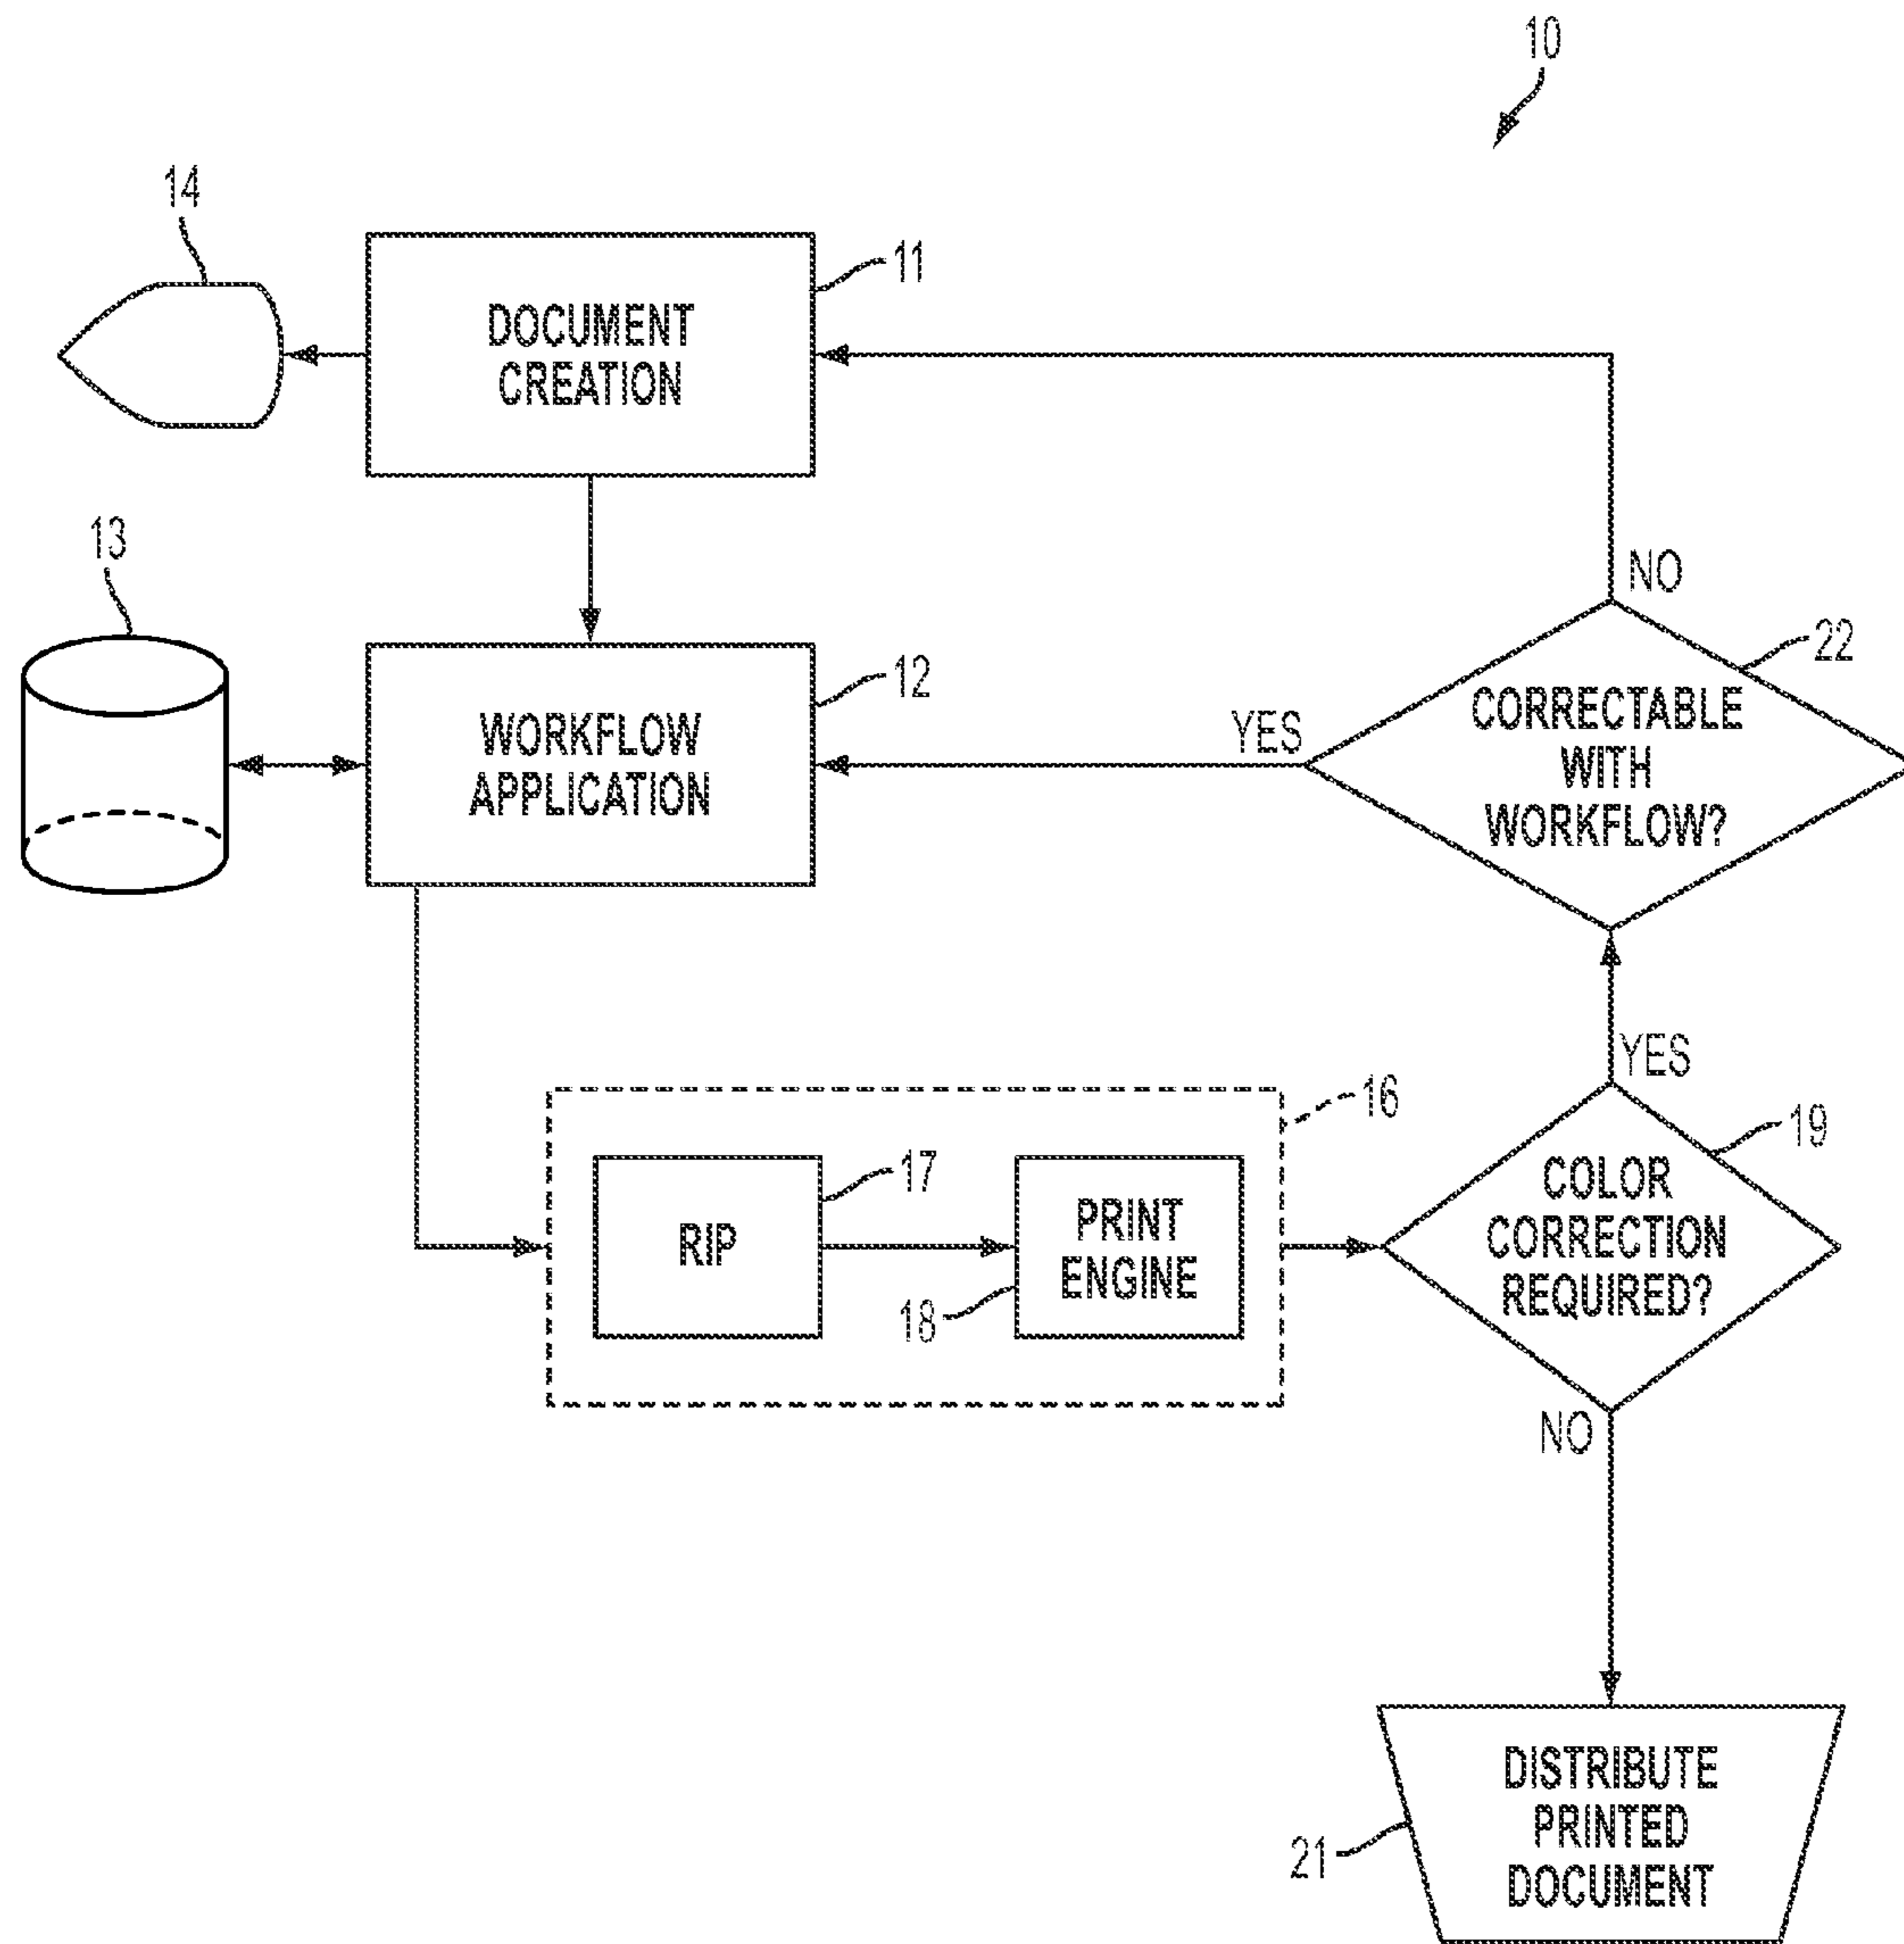 10
14
11
DOCUMENT
CREATION
13
NO
12
22
WORKFLOW
APPLICATION
YES
CORRECTABLE
WITH
WORKFLOW?
YES
16
19
17
RIP
PRINT
ENGINE
18
COLOR
CORRECTION
REQUIRED?
NO
DISTRIBUTE
PRINTED
DOCUMENT
21